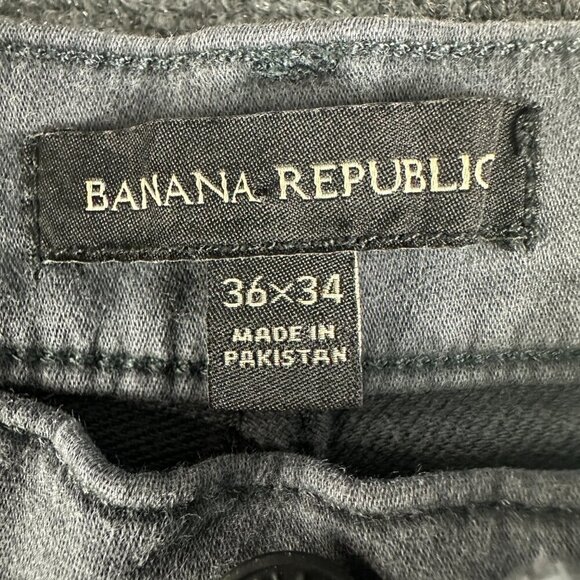 BANANA REPUBLIC
36×34
MADE IN
PAKISTAN